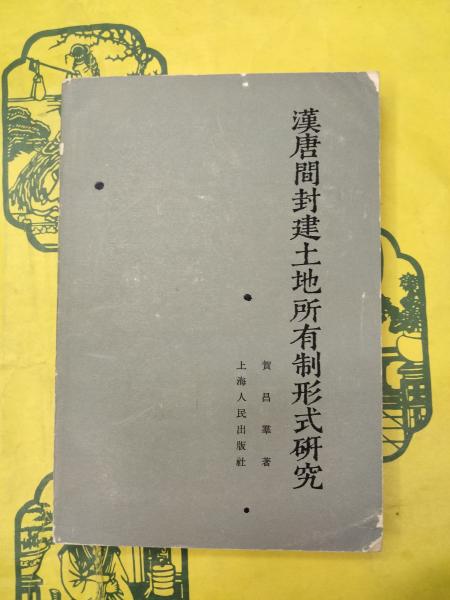 漢唐間封建土地所有制形式研究
賀昌羣著
上海人民出版社